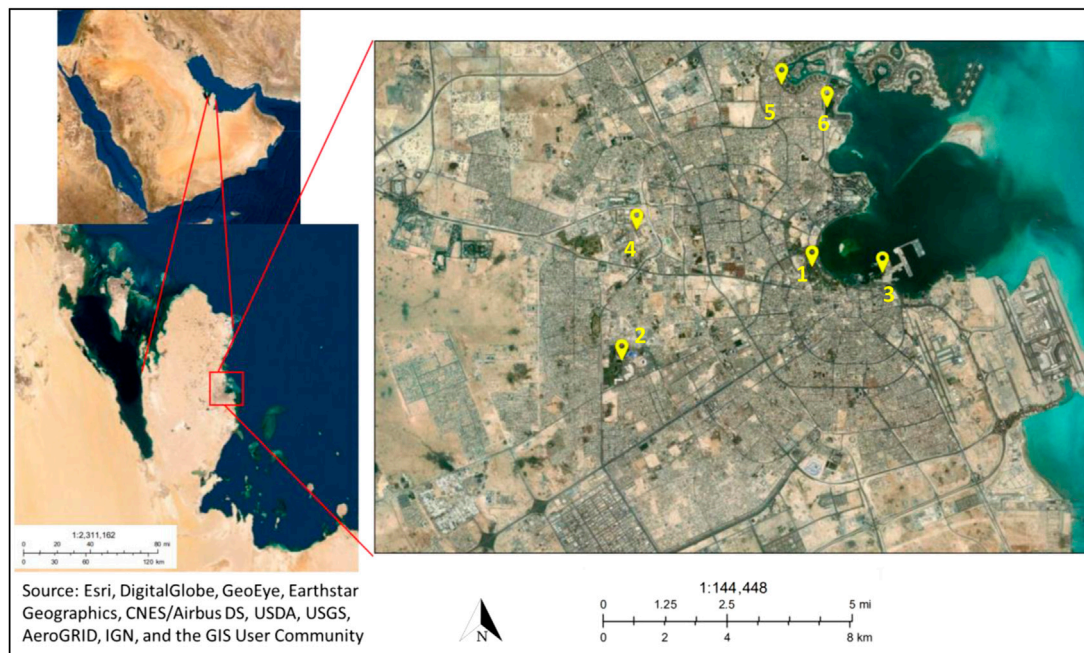 5
6
4
1
3
2
1:2,311,162
0 20 40 80 mi
0 30 60 120 km
Source: Esri, DigitalGlobe, GeoEye, Earthstar
Geographics, CNES/Airbus DS, USDA, USGS,
AeroGRID, IGN, and the GIS User Community
N
1:144,448
0 1.25 2.5 5 mi
0 2 4 8 km